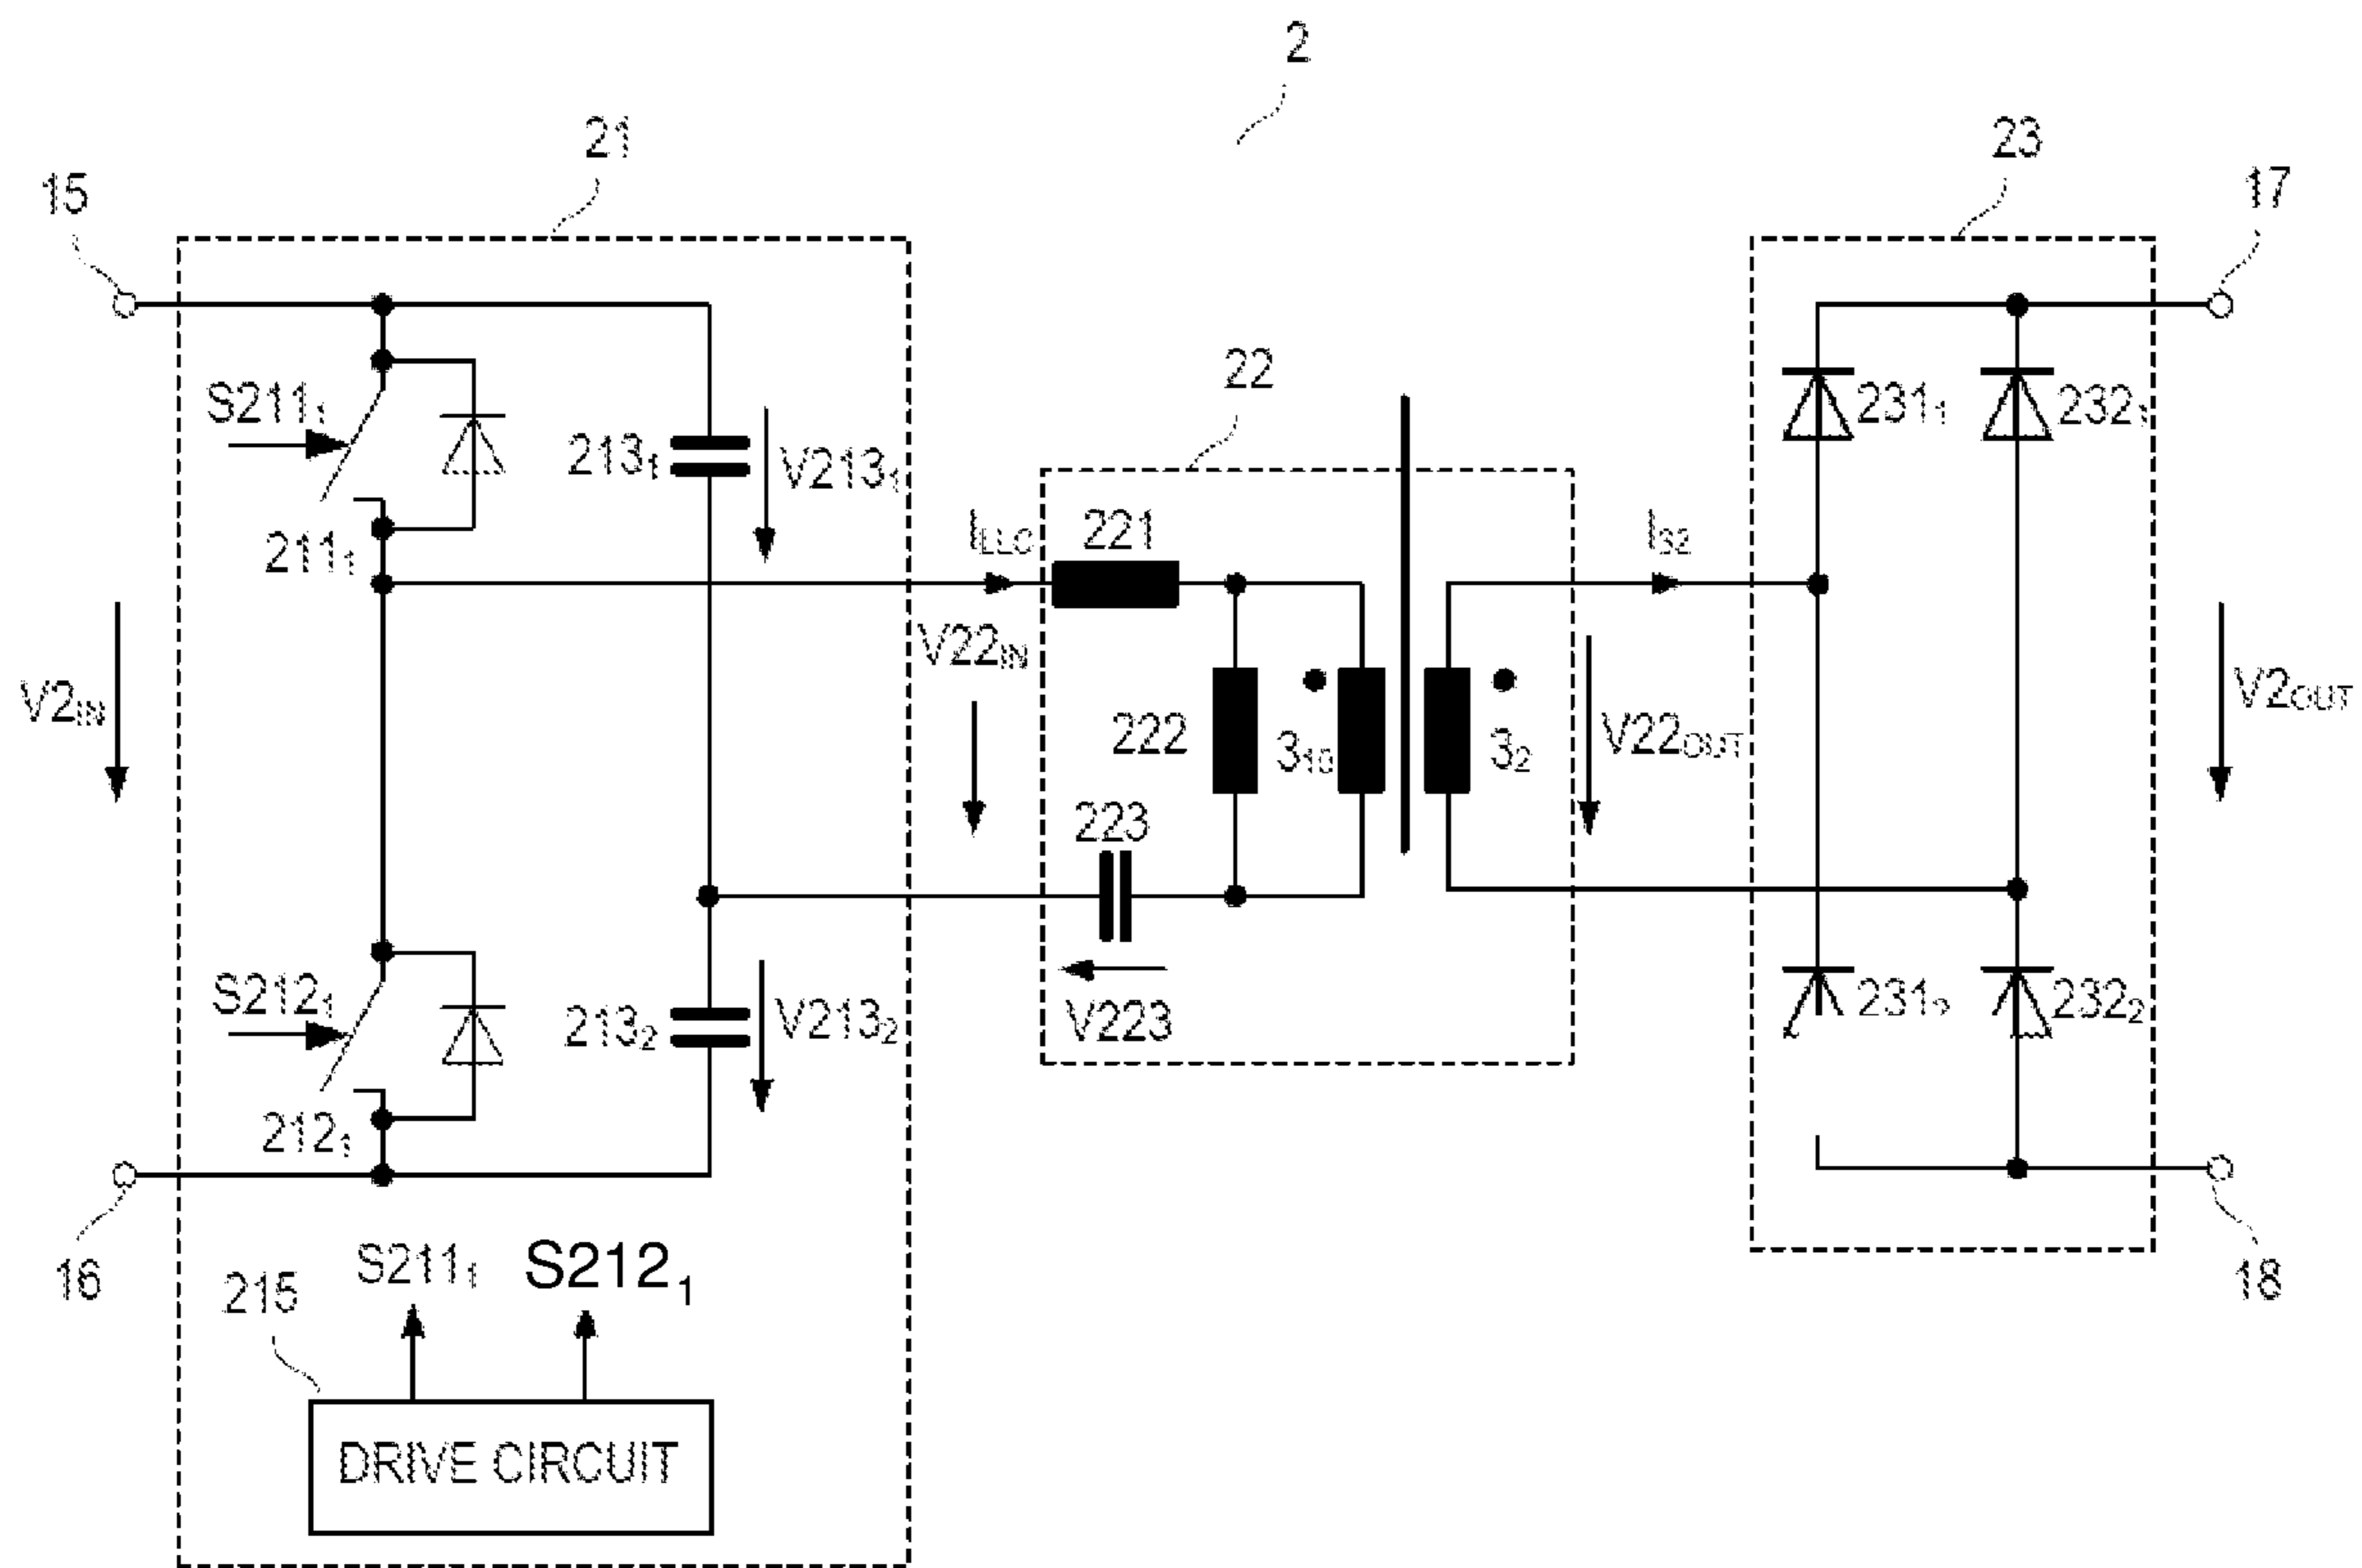 2
21
23
15
17
S211₁
213₁
V213₁
22
231₁
232₁
211₁
I_LLC
221
I_S2
V22_IN
V2_IN
222
3₁₀
3₂
V22_OUT
V2_OUT
223
S212₁
213₂
V213₂
V223
231₂
232₂
212₁
16
S211₁
S212₁
18
215
DRIVE CIRCUIT